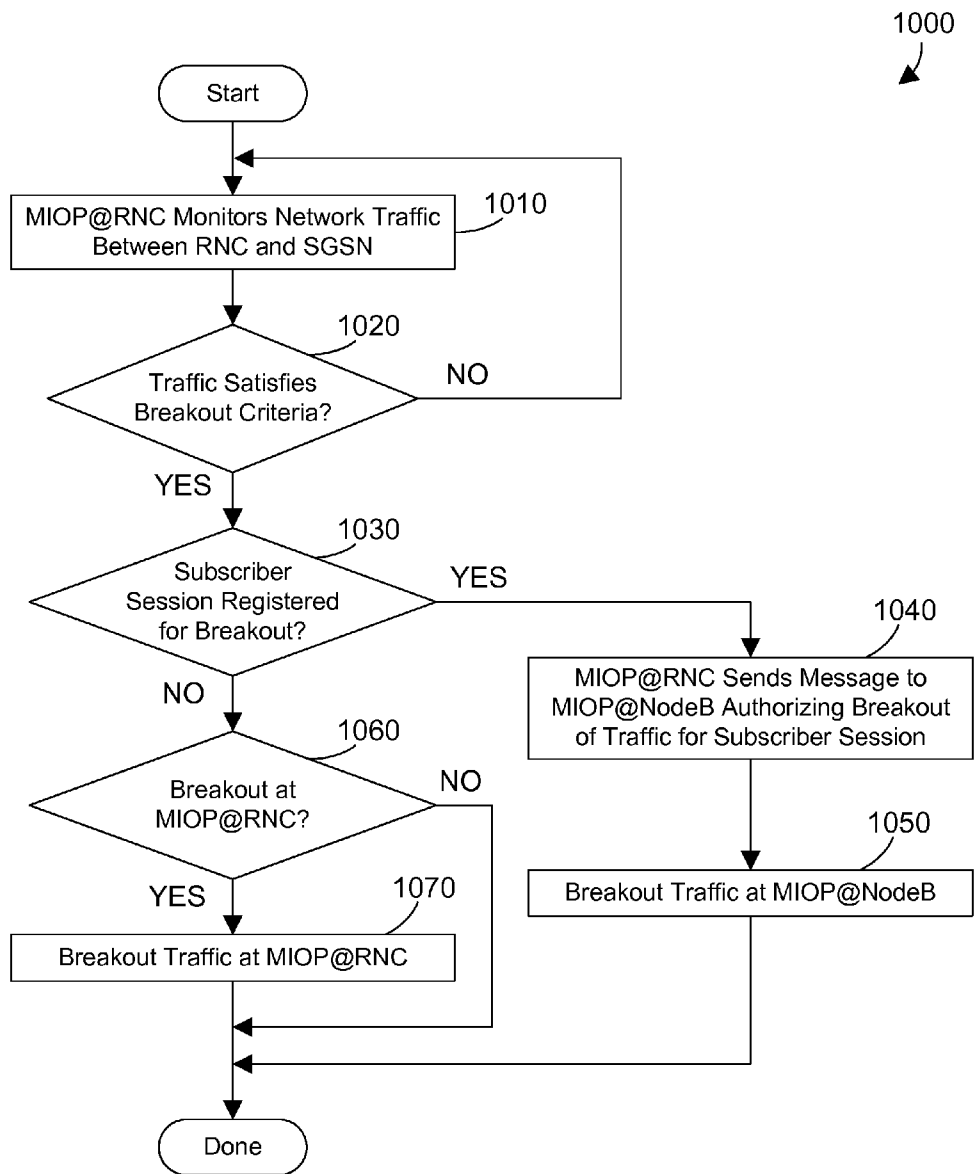 1000
Start
MIOP@RNC Monitors Network Traffic
Between RNC and SGSN
1010
1020
Traffic Satisfies
Breakout Criteria?
NO
YES
1030
Subscriber
Session Registered
for Breakout?
YES
NO
1040
MIOP@RNC Sends Message to
MIOP@NodeB Authorizing Breakout
of Traffic for Subscriber Session
1060
Breakout at
MIOP@RNC?
NO
YES
1050
Breakout Traffic at MIOP@NodeB
1070
Breakout Traffic at MIOP@RNC
Done